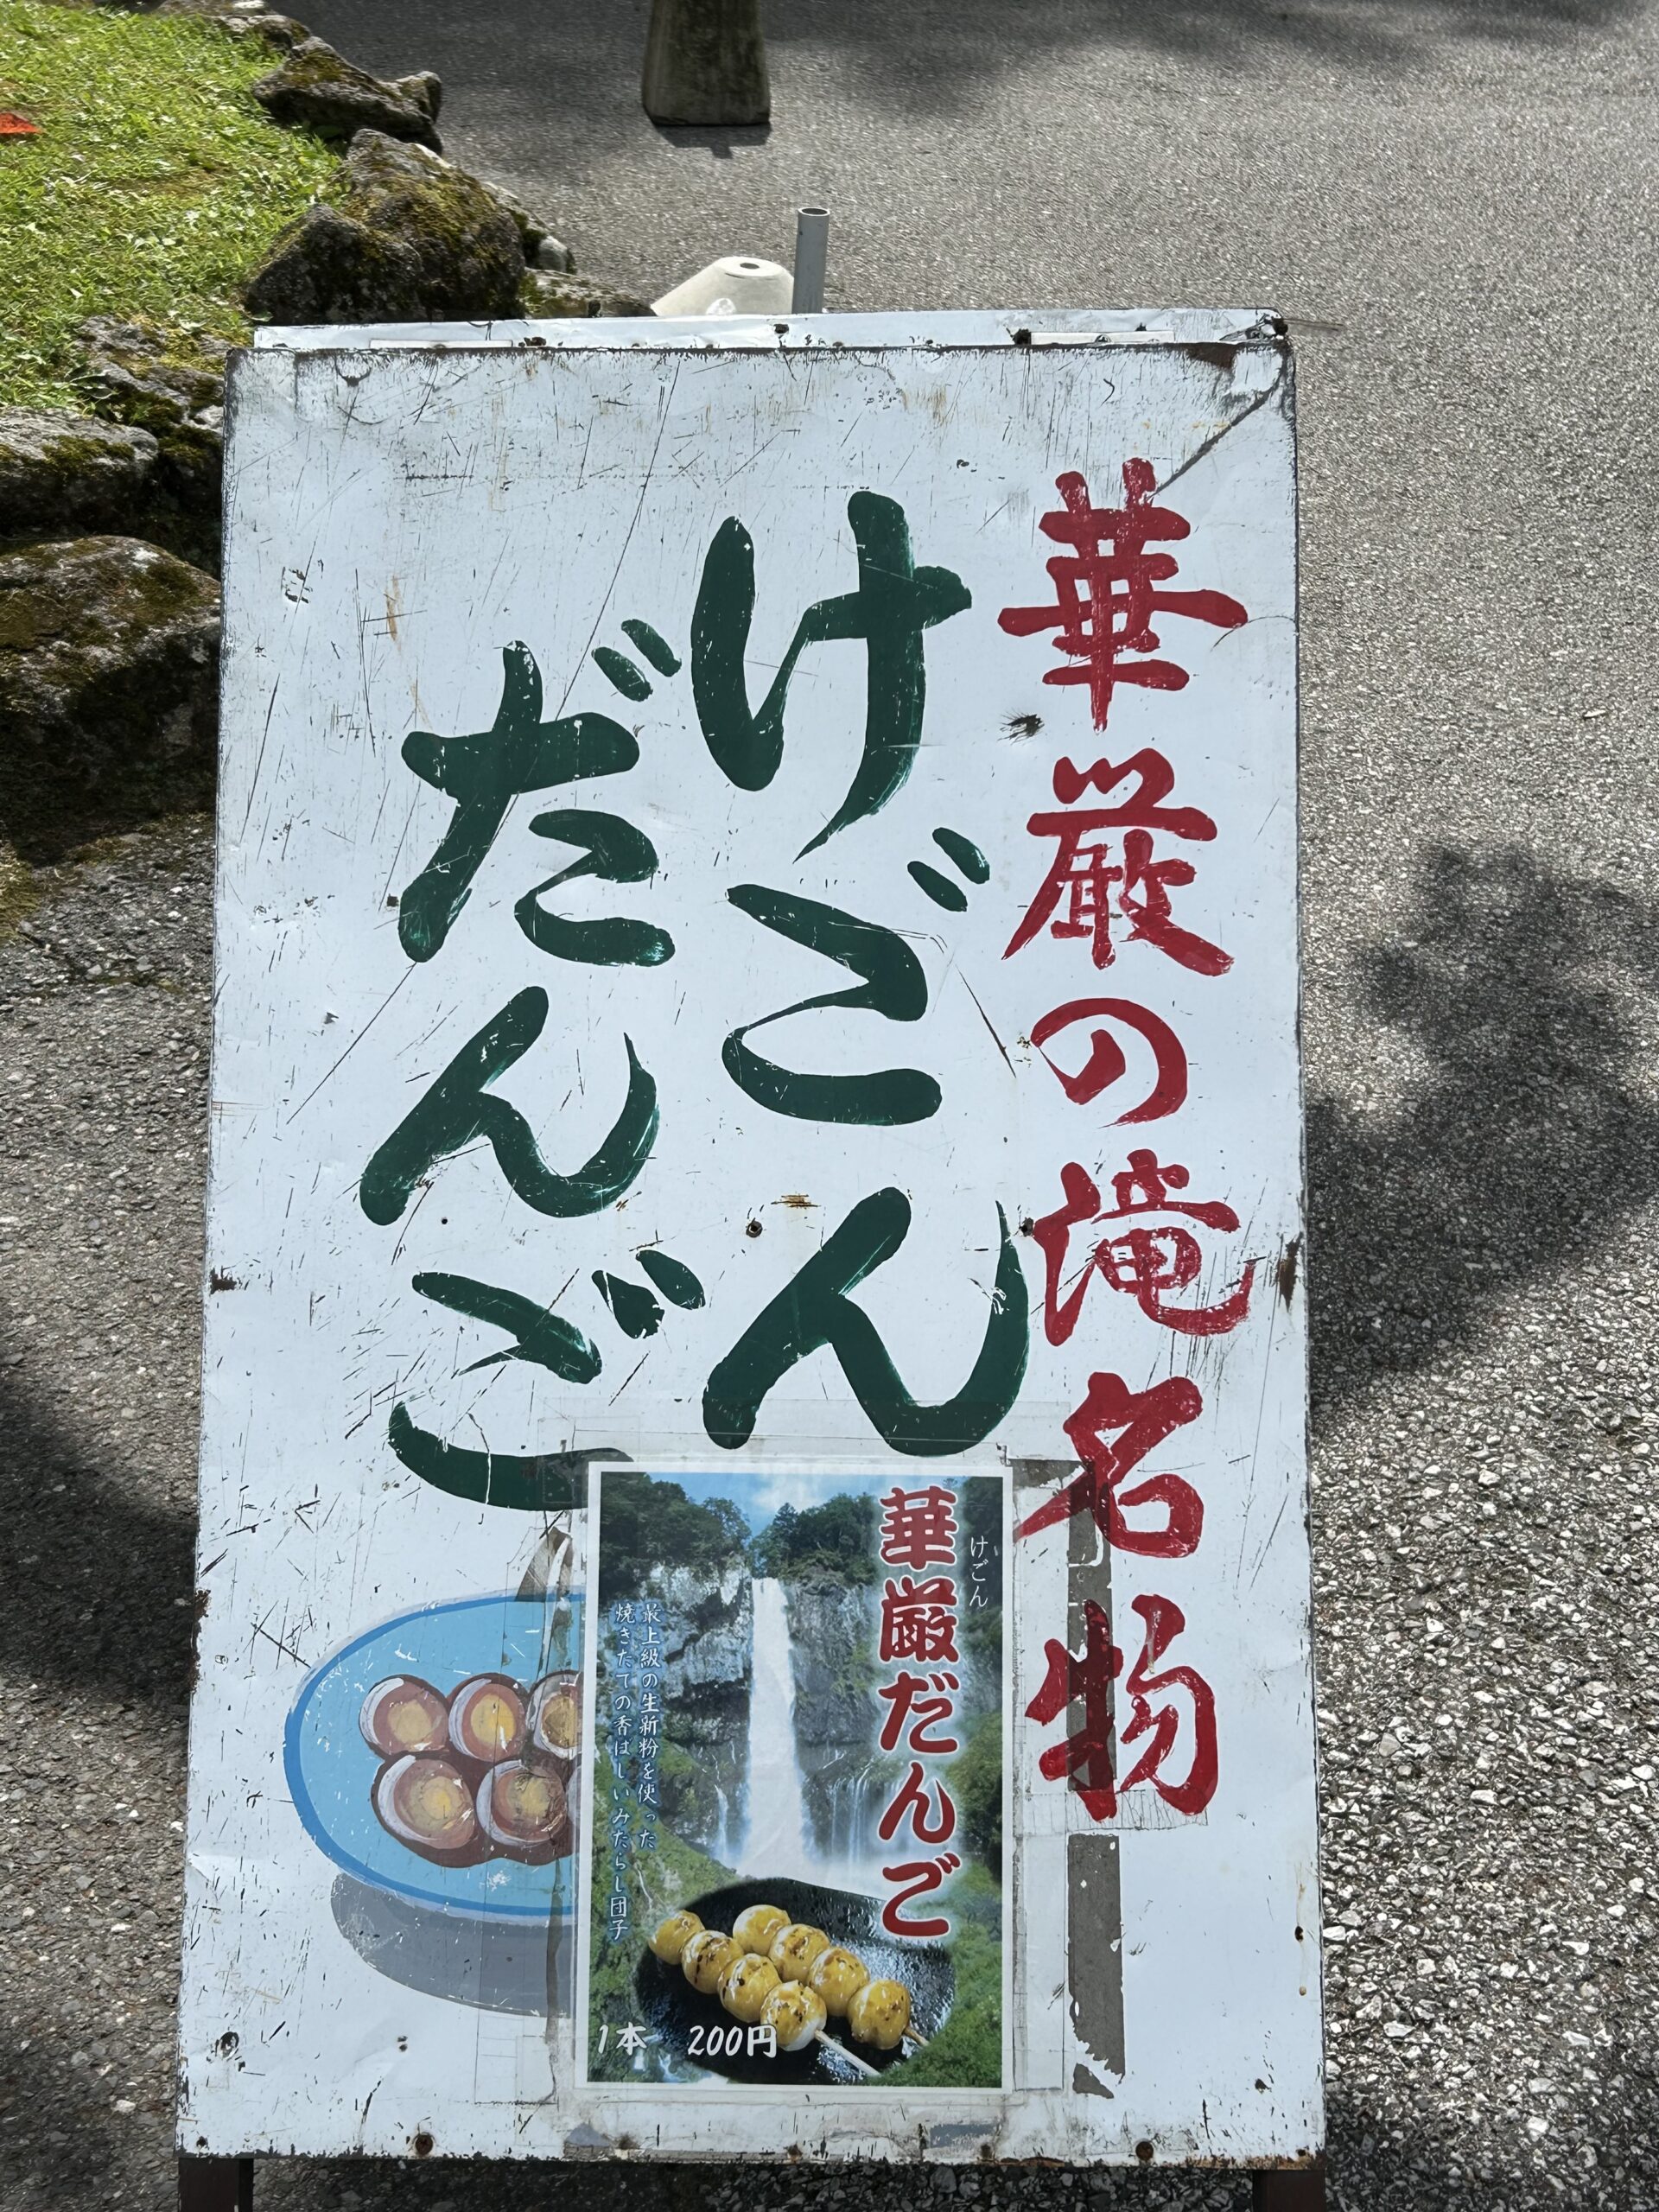 華厳の滝名物
けごん
だんご
けごん
華厳だんご
最上級の生新粉を使った
焼きたての香ばしいみたらし団子
1本 200円